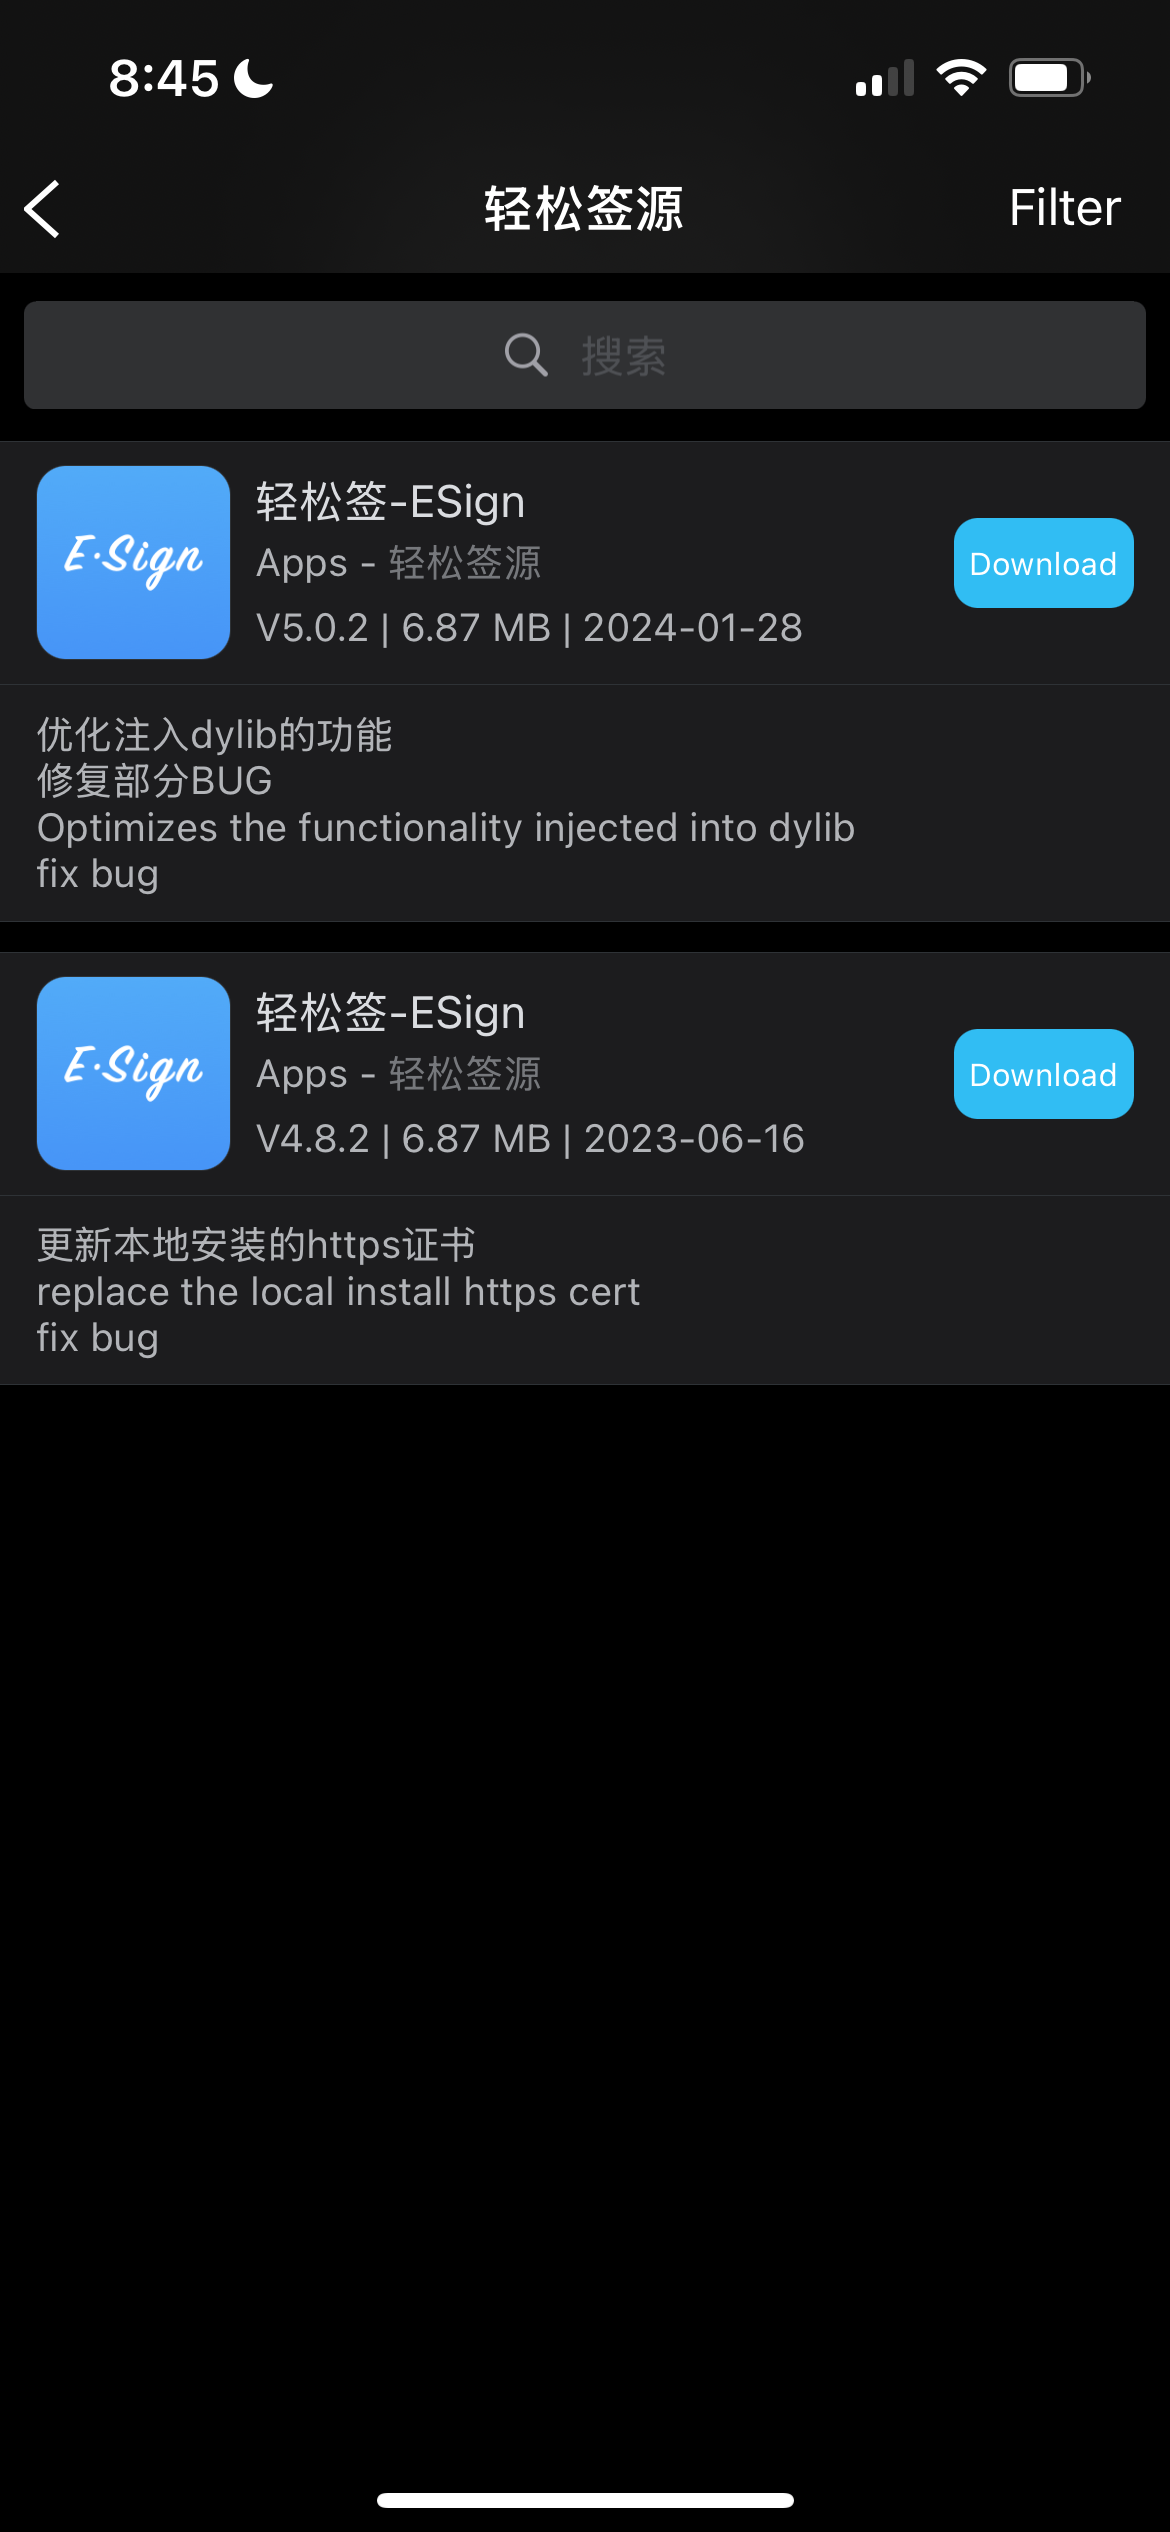 8:45
轻松签源
Filter
搜索
E·Sign
轻松签-ESign
Apps - 轻松签源
V5.0.2 | 6.87 MB | 2024-01-28
Download
优化注入dylib的功能
修复部分BUG
Optimizes the functionality injected into dylib
fix bug
E·Sign
轻松签-ESign
Apps - 轻松签源
V4.8.2 | 6.87 MB | 2023-06-16
Download
更新本地安装的https证书
replace the local install https cert
fix bug